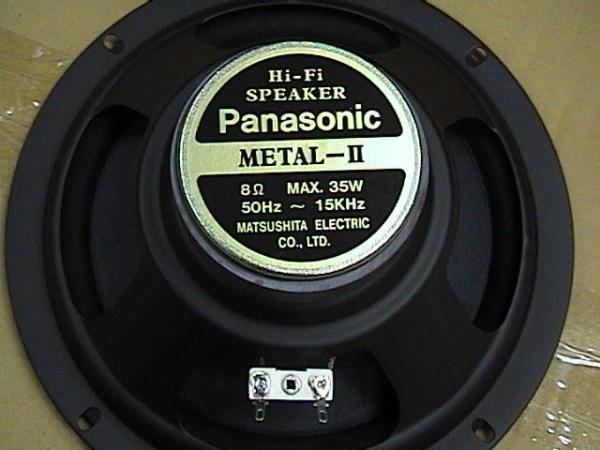 Hi-Fi
SPEAKER
Panasonic
METAL-II
8Ω MAX. 35W
50Hz ~ 15KHz
MATSUSHITA ELECTRIC
CO., LTD.